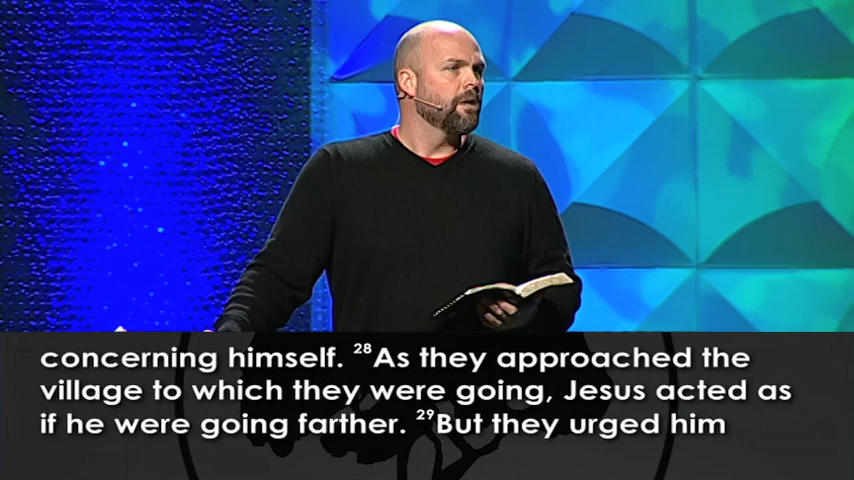 concerning himself. ²⁸As they approached the
village to which they were going, Jesus acted as
if he were going farther. ²⁹But they urged him